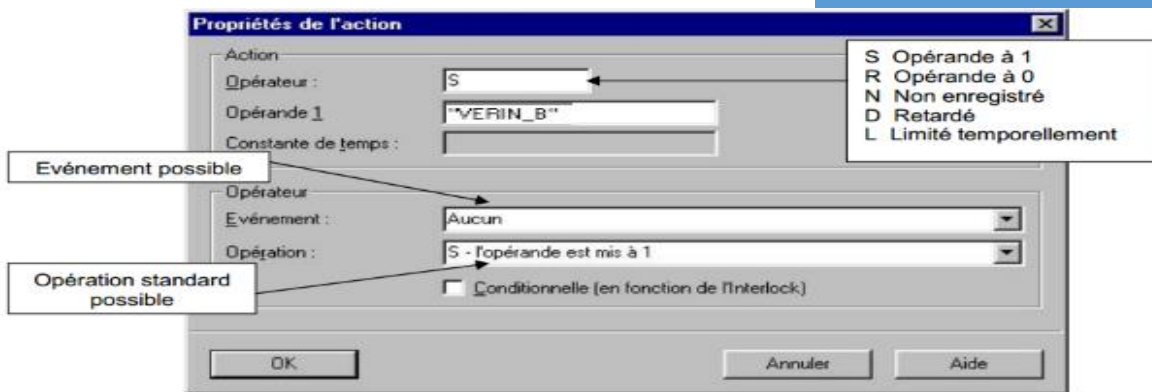 Propriétés de l'action
Action
Opérateur :
S
Opérande 1
"VERIN_B"
Constante de temps :
S Opérande à 1
R Opérande à 0
N Non enregistré
D Retardé
L Limité temporellement
Evénement possible
Opérateur
Evénement :
Aucun
Opération :
S - l'opérande est mis à 1
Opération standard
possible
Conditionnelle (en fonction de l'Interlock)
OK
Annuler
Aide